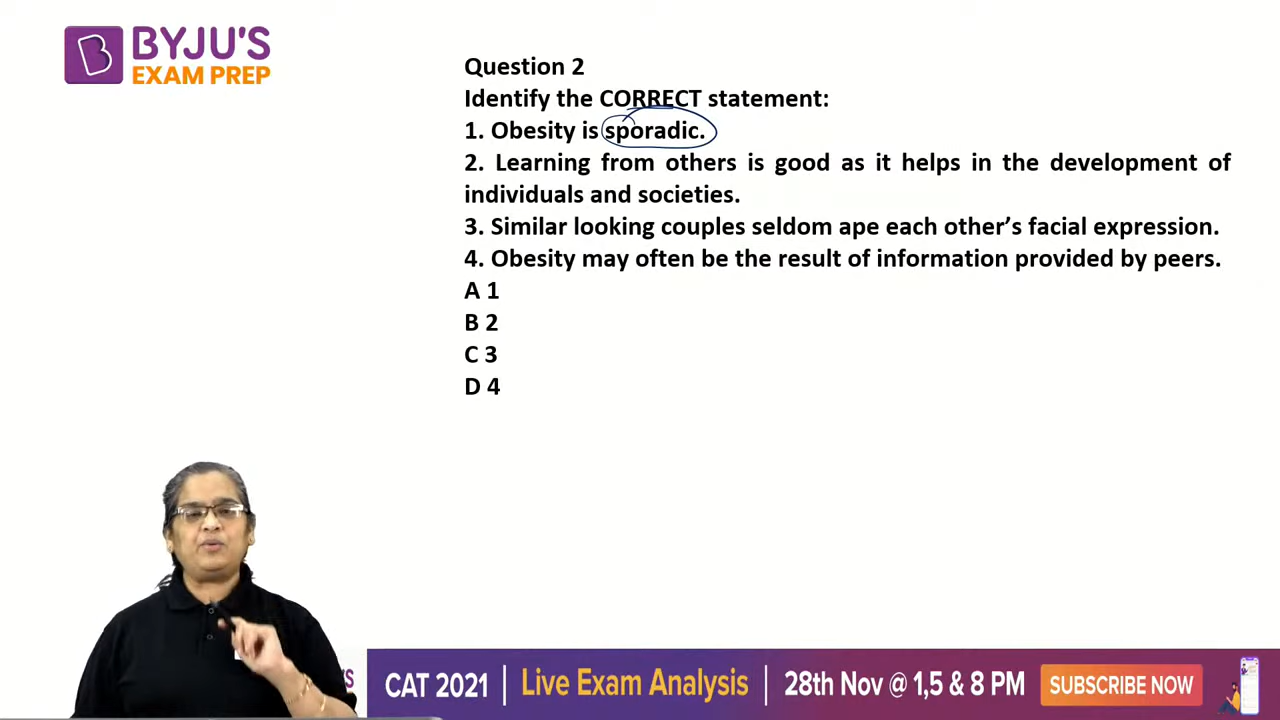 BYJU'S
EXAM PREP
Question 2
Identify the CORRECT statement:
1. Obesity is sporadic.
2. Learning from others is good as it helps in the development of
individuals and societies.
3. Similar looking couples seldom ape each other’s facial expression.
4. Obesity may often be the result of information provided by peers.
A 1
B 2
C 3
D 4
CAT 2021 | Live Exam Analysis | 28th Nov @ 1,5 & 8 PM SUBSCRIBE NOW